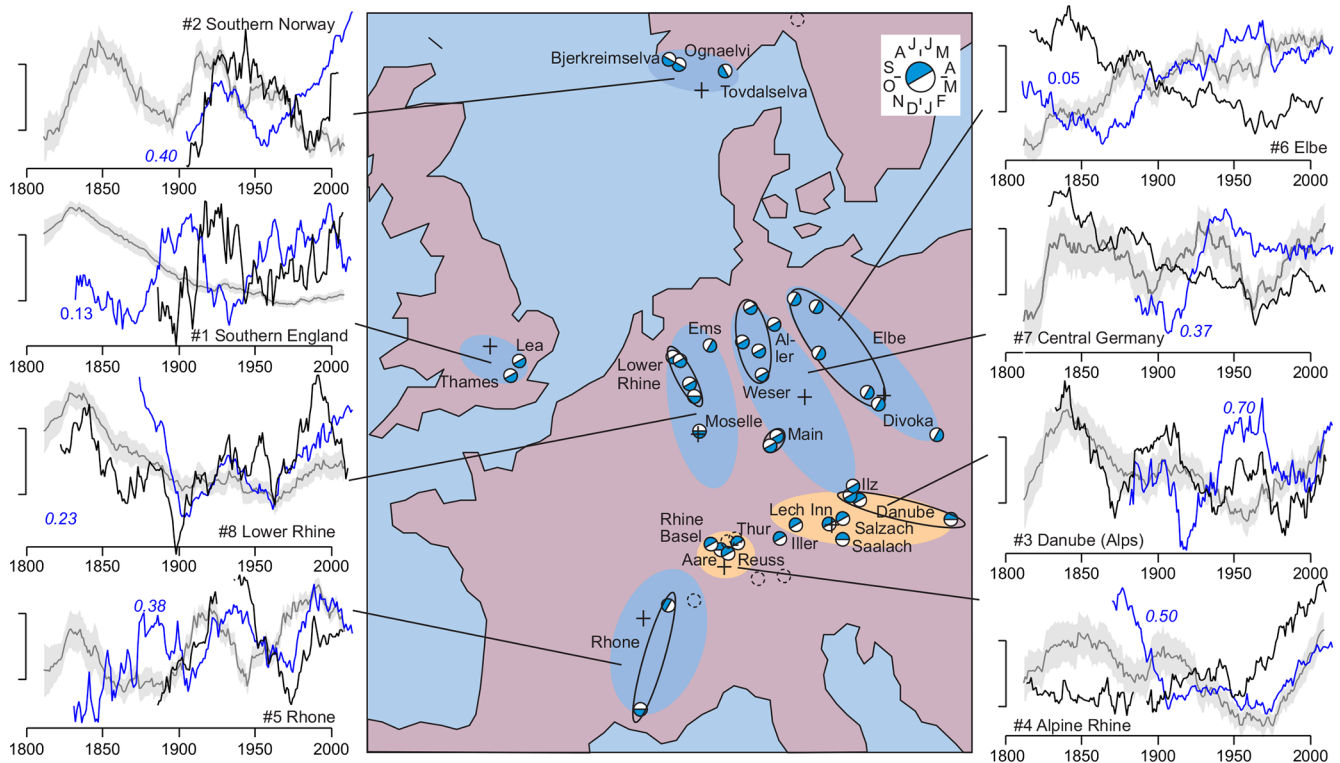 #2 Southern Norway
0.40
1800 1850 1900 1950 2000
0.13
#1 Southern England
0.23
#8 Lower Rhine
0.38
#5 Rhone
1800 1850 1900 1950 2000
Bjerkreimselva
Ognaelvi
Tovdalselva
J J
A M
S A
O M
N F
D J
Lea
Thames
Ems
Lower
Rhine
Al-
ler
Weser
Elbe
Moselle
Main
Divoka
Ilz
Lech Inn
Danube
Rhine
Basel
Thur
Salzach
Iller
Saalach
Aare
Reuss
Rhone
0.05
#6 Elbe
1800 1850 1900 1950 2000
0.37
#7 Central Germany
0.70
#3 Danube (Alps)
0.50
#4 Alpine Rhine
1800 1850 1900 1950 2000
1800 1850 1900 1950 2000
1800 1850 1900 1950 2000
1800 1850 1900 1950 2000
1800 1850 1900 1950 2000